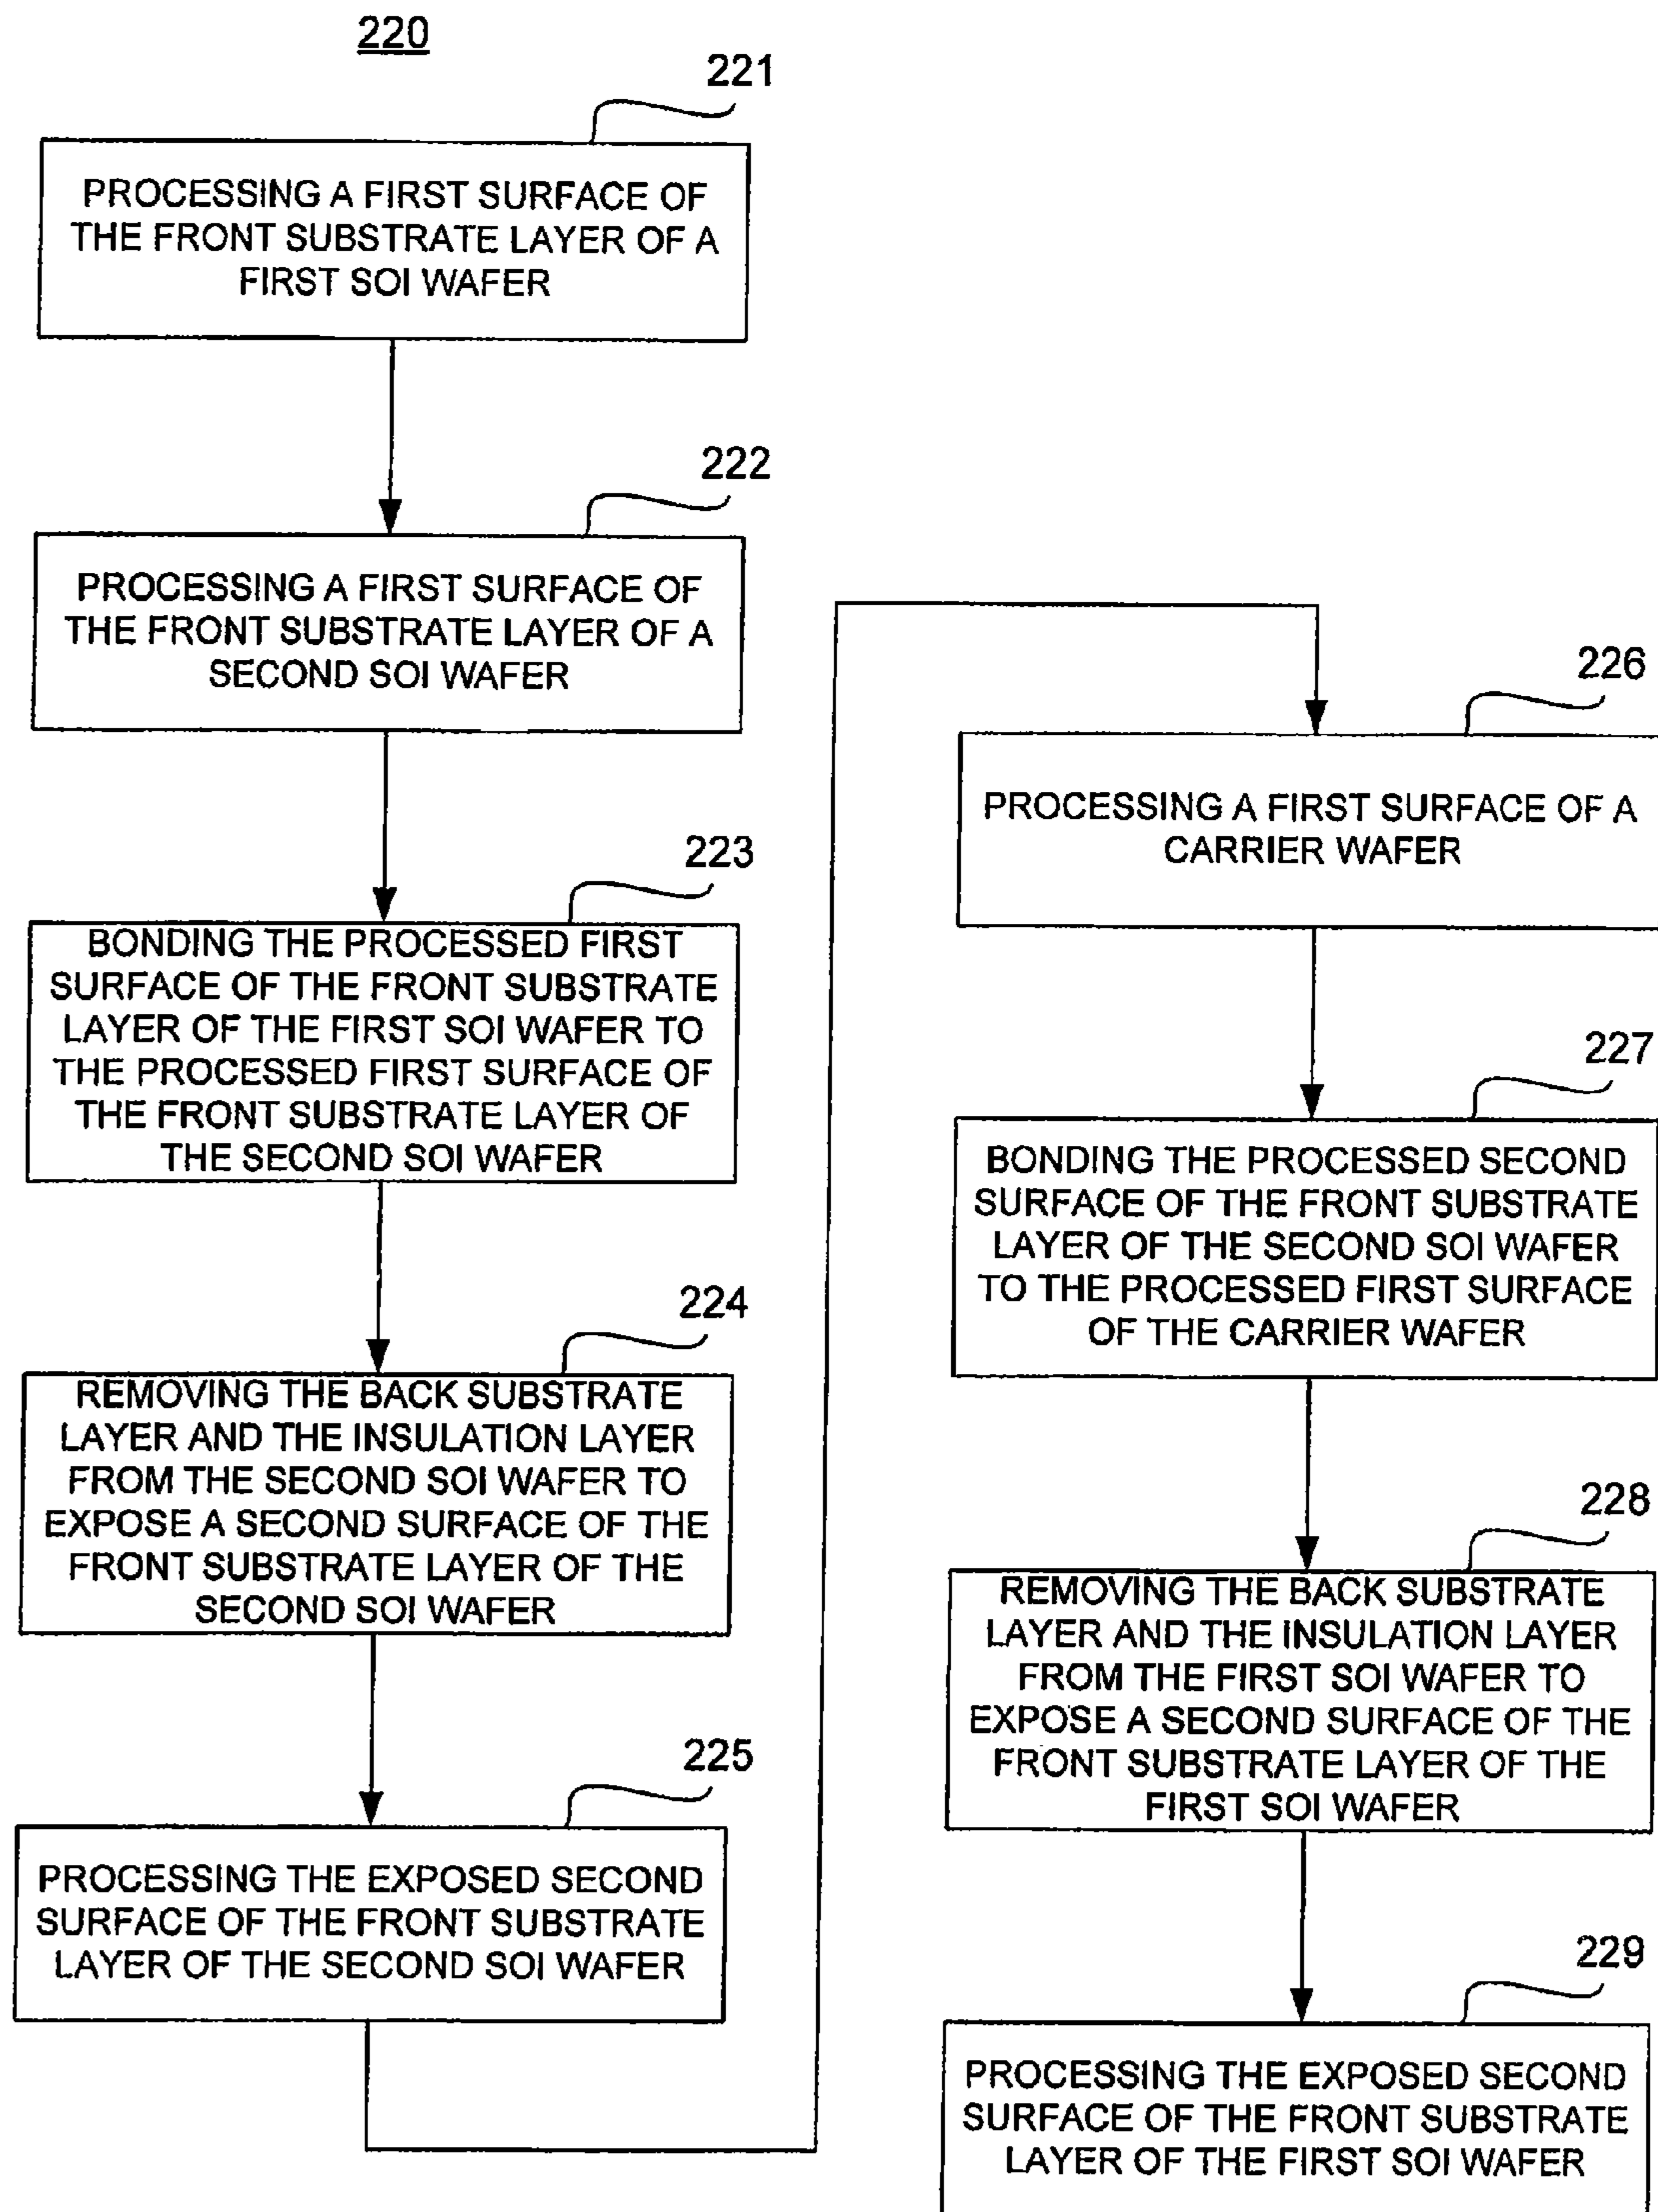 220
221
PROCESSING A FIRST SURFACE OF
THE FRONT SUBSTRATE LAYER OF A
FIRST SOI WAFER
222
PROCESSING A FIRST SURFACE OF
THE FRONT SUBSTRATE LAYER OF A
SECOND SOI WAFER
223
BONDING THE PROCESSED FIRST
SURFACE OF THE FRONT SUBSTRATE
LAYER OF THE FIRST SOI WAFER TO
THE PROCESSED FIRST SURFACE OF
THE FRONT SUBSTRATE LAYER OF
THE SECOND SOI WAFER
224
REMOVING THE BACK SUBSTRATE
LAYER AND THE INSULATION LAYER
FROM THE SECOND SOI WAFER TO
EXPOSE A SECOND SURFACE OF THE
FRONT SUBSTRATE LAYER OF THE
SECOND SOI WAFER
225
PROCESSING THE EXPOSED SECOND
SURFACE OF THE FRONT SUBSTRATE
LAYER OF THE SECOND SOI WAFER
226
PROCESSING A FIRST SURFACE OF A
CARRIER WAFER
227
BONDING THE PROCESSED SECOND
SURFACE OF THE FRONT SUBSTRATE
LAYER OF THE SECOND SOI WAFER
TO THE PROCESSED FIRST SURFACE
OF THE CARRIER WAFER
228
REMOVING THE BACK SUBSTRATE
LAYER AND THE INSULATION LAYER
FROM THE FIRST SOI WAFER TO
EXPOSE A SECOND SURFACE OF THE
FRONT SUBSTRATE LAYER OF THE
FIRST SOI WAFER
229
PROCESSING THE EXPOSED SECOND
SURFACE OF THE FRONT SUBSTRATE
LAYER OF THE FIRST SOI WAFER